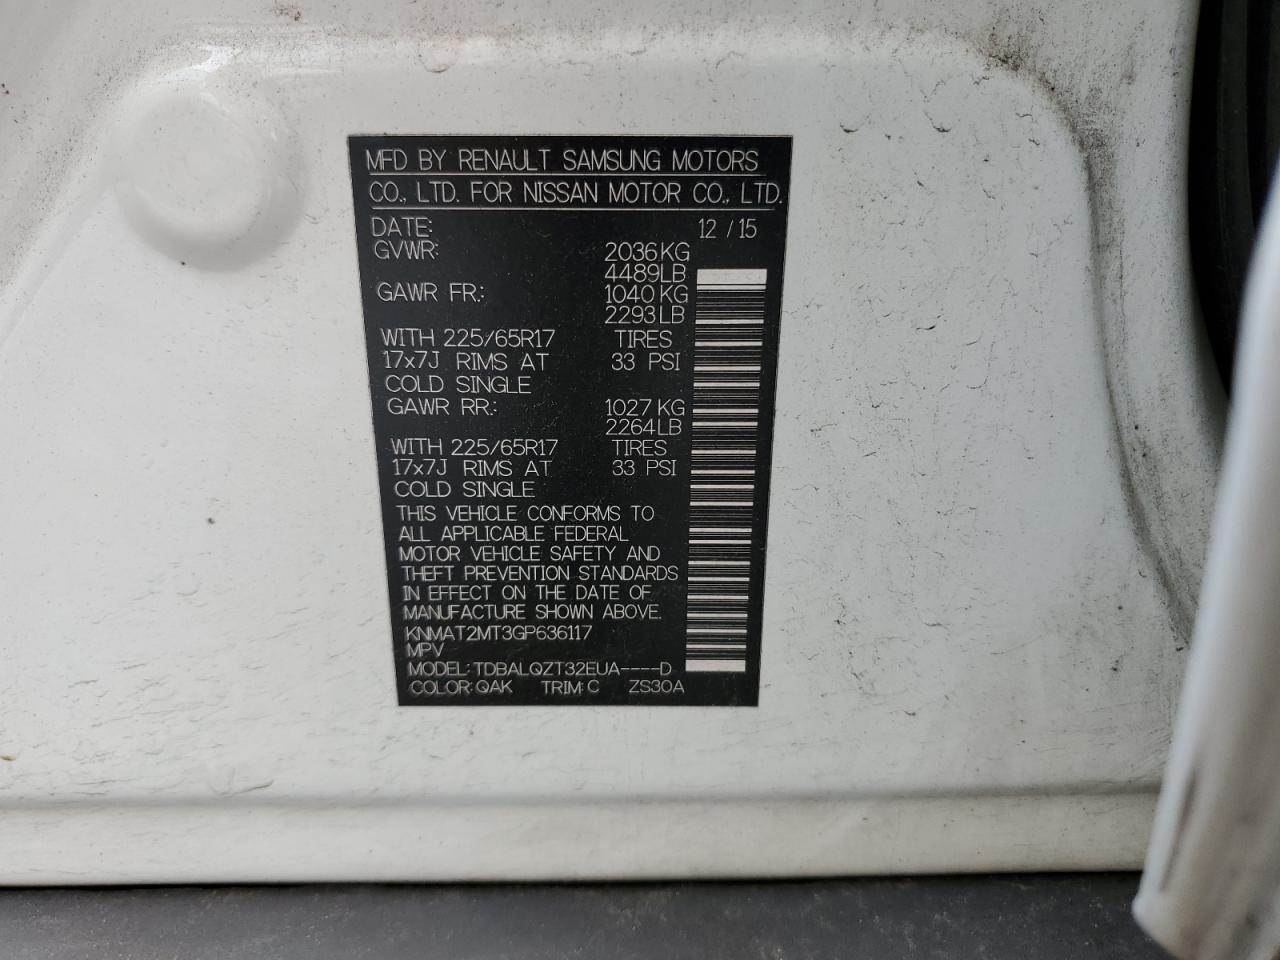 MFD BY RENAULT SAMSUNG MOTORS
CO., LTD. FOR NISSAN MOTOR CO., LTD.
DATE: 12 / 15
GVWR: 2036 KG
4489 LB
GAWR FR.: 1040 KG
2293 LB
WITH 225/65R17 TIRES
17x7J RIMS AT 33 PSI
COLD SINGLE
GAWR RR.: 1027 KG
2264 LB
WITH 225/65R17 TIRES
17x7J RIMS AT 33 PSI
COLD SINGLE
THIS VEHICLE CONFORMS TO
ALL APPLICABLE FEDERAL
MOTOR VEHICLE SAFETY AND
THEFT PREVENTION STANDARDS
IN EFFECT ON THE DATE OF
MANUFACTURE SHOWN ABOVE.
KNMAT2MT3GP636117
MPV
MODEL: TDBALQZT32EUA----D
COLOR: QAK TRIM: C ZS30A